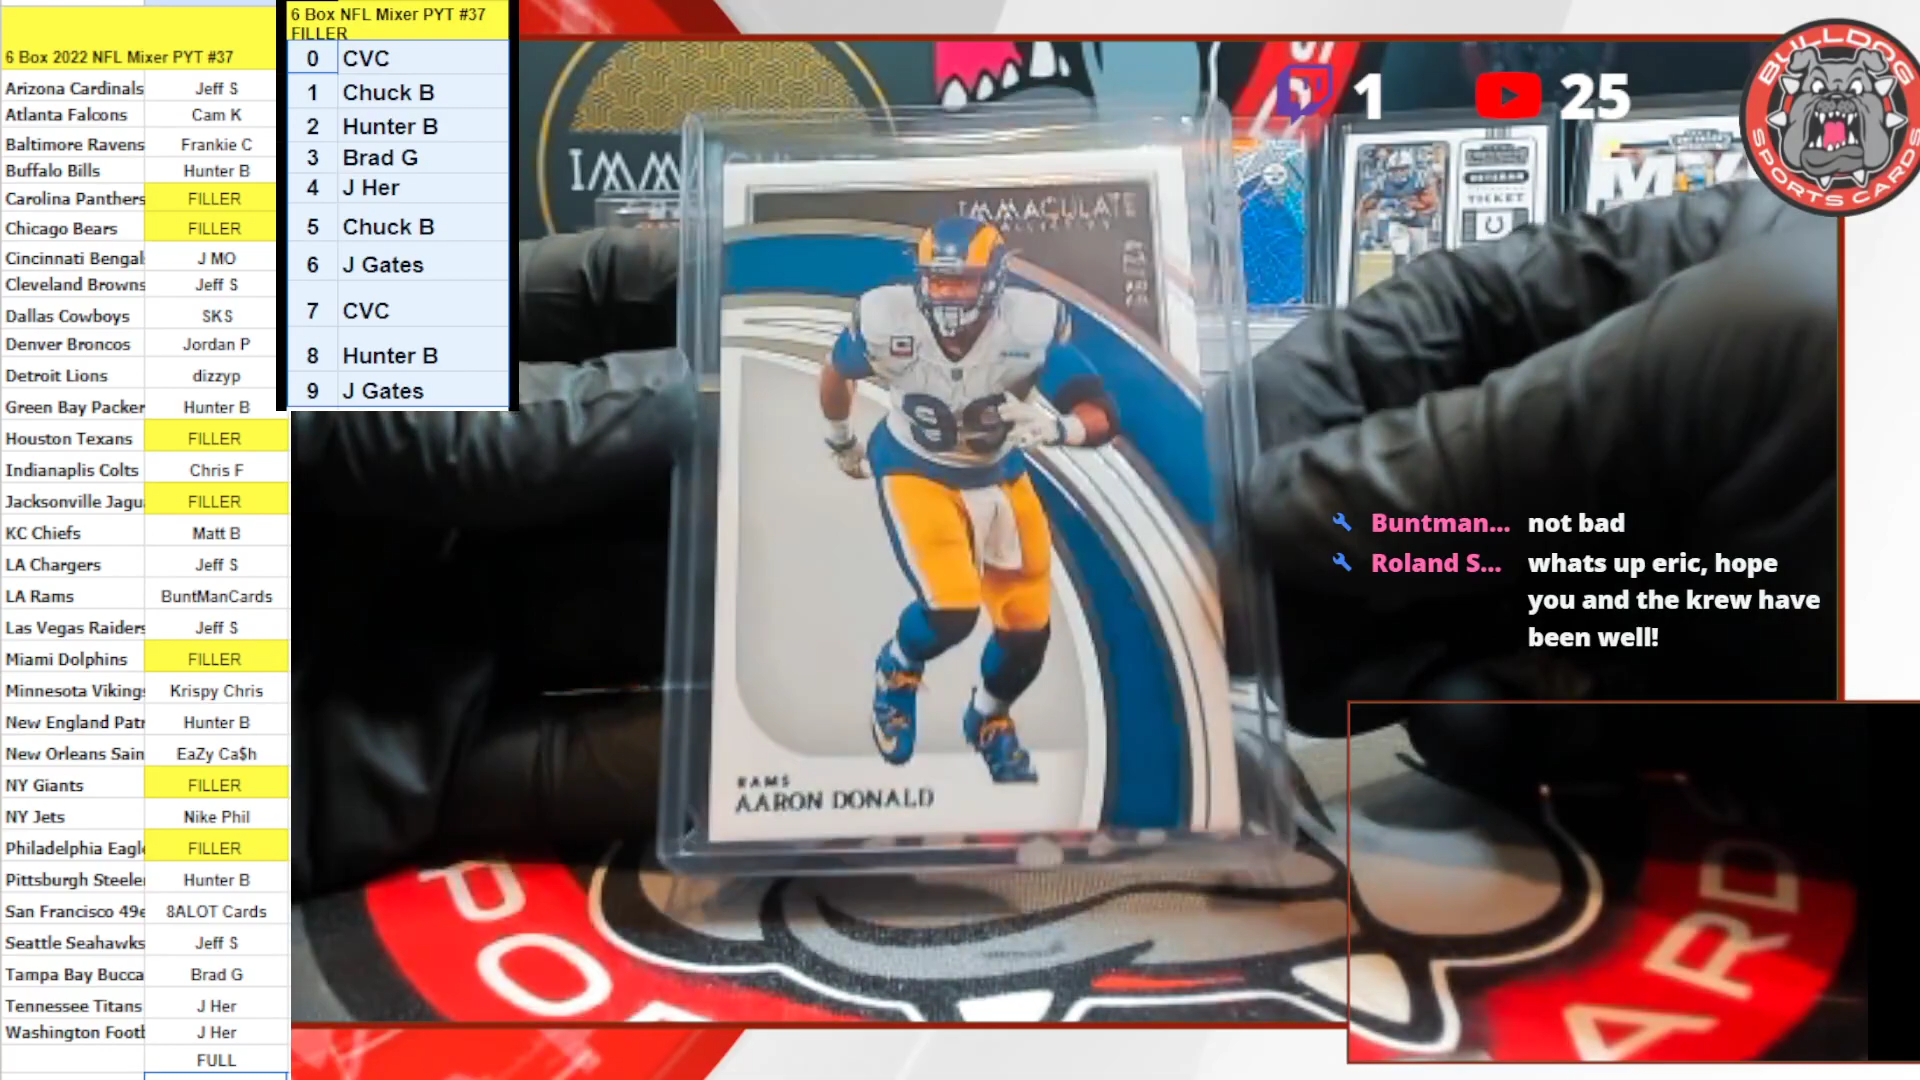 6 Box 2022 NFL Mixer PYT #37
Arizona Cardinals Jeff S
Atlanta Falcons Cam K
Baltimore Ravens Frankie C
Buffalo Bills Hunter B
Carolina Panthers FILLER
Chicago Bears FILLER
Cincinnati Bengal J MO
Cleveland Browns Jeff S
Dallas Cowboys SKS
Denver Broncos Jordan P
Detroit Lions dizzyp
Green Bay Packer Hunter B
Houston Texans FILLER
Indianaplis Colts Chris F
Jacksonville Jagu FILLER
KC Chiefs Matt B
LA Chargers Jeff S
LA Rams BuntManCards
Las Vegas Raiders Jeff S
Miami Dolphins FILLER
Minnesota Viking Krispy Chris
New England Patr Hunter B
New Orleans Sain EaZy Ca$h
NY Giants FILLER
NY Jets Nike Phil
Philadelphia Eagl FILLER
Pittsburgh Steele Hunter B
San Francisco 49e 8ALOT Cards
Seattle Seahawks Jeff S
Tampa Bay Bucca Brad G
Tennessee Titans J Her
Washington Footb J Her
FULL
6 Box NFL Mixer PYT #37
FILLER
0 CVC
1 Chuck B
2 Hunter B
3 Brad G
4 J Her
5 Chuck B
6 J Gates
7 CVC
8 Hunter B
9 J Gates
1 25
BULLDOG
SPORTS CARDS
IMMACULATE
COLLECTION
99
RAMS
AARON DONALD
TICKET
Buntman... not bad
Roland S... whats up eric, hope
you and the krew have
been well!
ARD